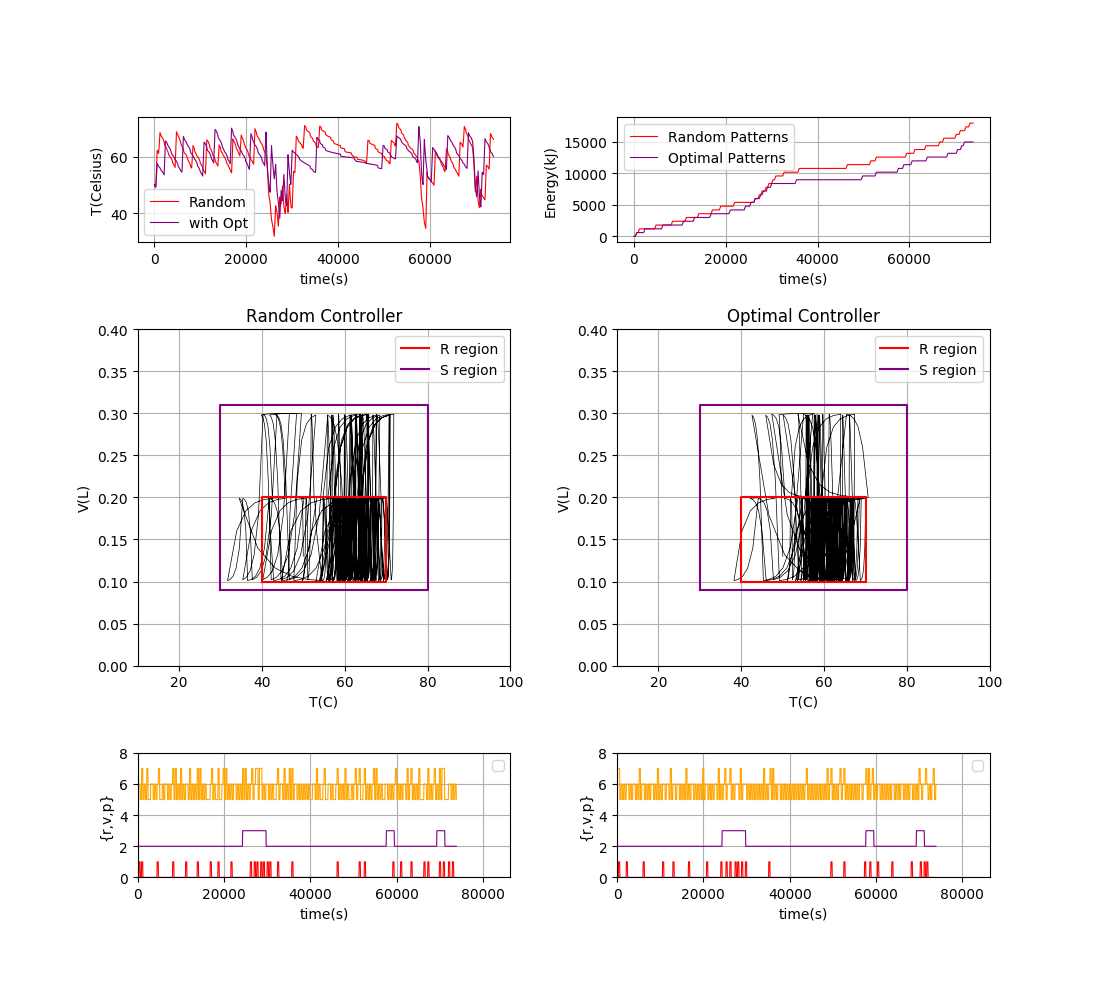 60
40
T(Celsius)
Random
with Opt
0
20000
40000
60000
time(s)
15000
10000
5000
0
Energy(kJ)
Random Patterns
Optimal Patterns
0
20000
40000
60000
time(s)
Random Controller
0.40
0.35
0.30
0.25
0.20
0.15
0.10
0.05
0.00
V(L)
R region
S region
20
40
60
80
100
T(C)
Optimal Controller
0.40
0.35
0.30
0.25
0.20
0.15
0.10
0.05
0.00
V(L)
R region
S region
20
40
60
80
100
T(C)
8
6
4
2
0
{r,v,p}
0
20000
40000
60000
80000
time(s)
8
6
4
2
0
{r,v,p}
0
20000
40000
60000
80000
time(s)